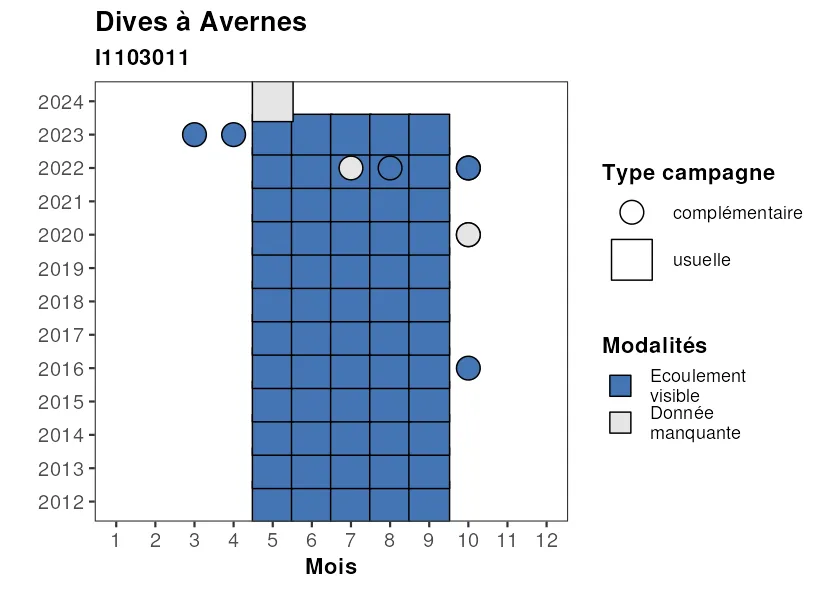 Dives à Avernes
I1103011
2024
2023
2022
2021
2020
2019
2018
2017
2016
2015
2014
2013
2012
1 2 3 4 5 6 7 8 9 10 11 12
Mois
Type campagne
complémentaire
usuelle
Modalités
Ecoulement
visible
Donnée
manquante